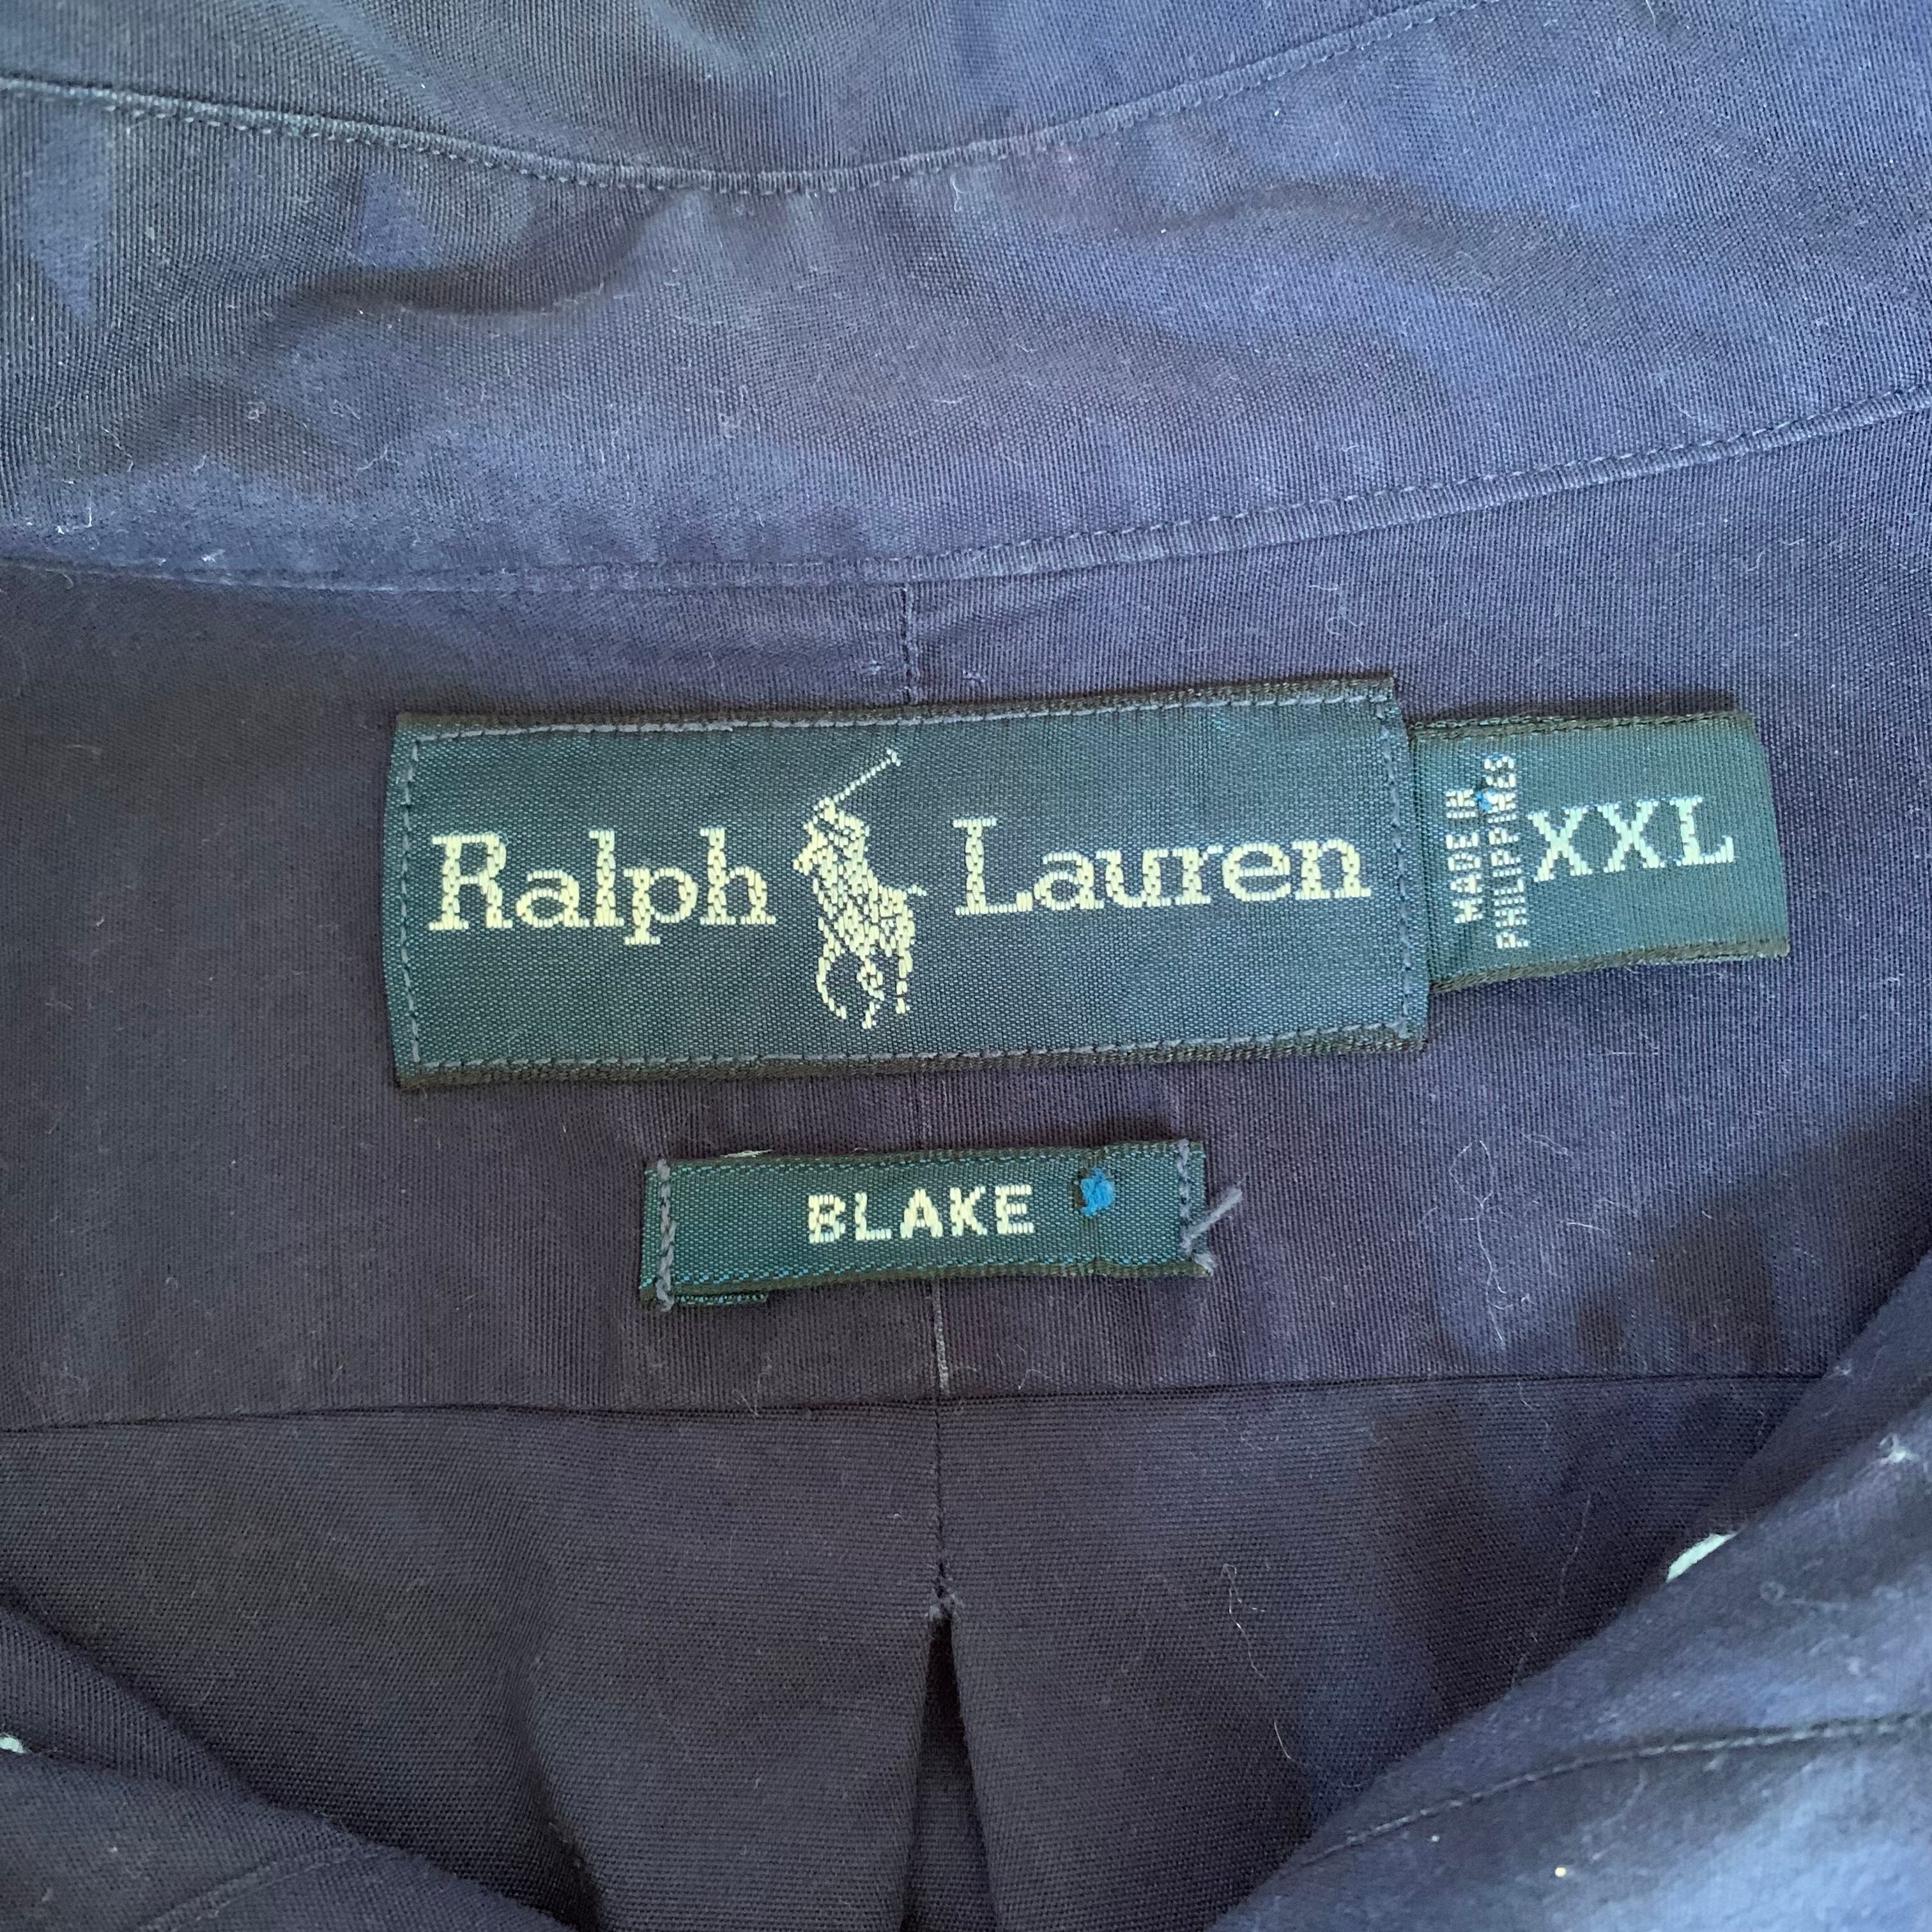 Ralph Lauren
MADE IN
PHILIPPINES
XXL
BLAKE